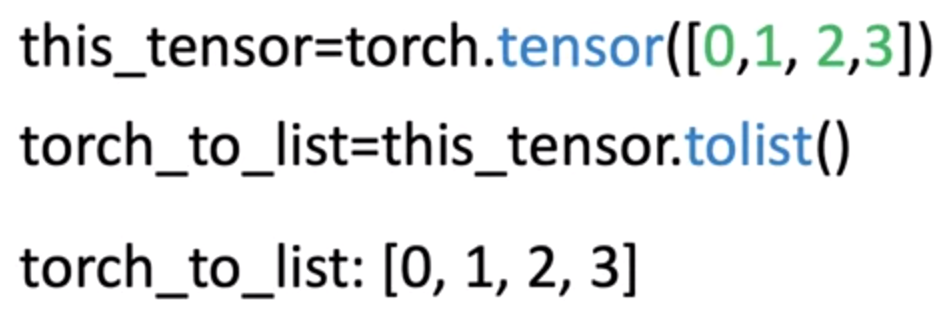 this_tensor=torch.tensor([0,1, 2,3])
torch_to_list=this_tensor.tolist()
torch_to_list: [0, 1, 2, 3]